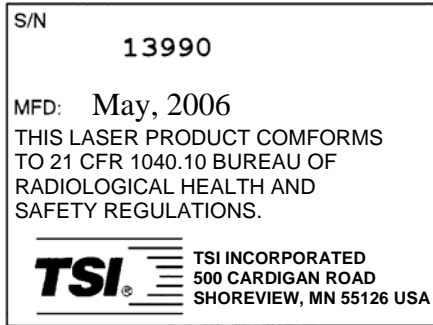 S/N
13990
MFD: May, 2006
THIS LASER PRODUCT COMFORMS
TO 21 CFR 1040.10 BUREAU OF
RADIOLOGICAL HEALTH AND
SAFETY REGULATIONS.
TSI®
TSI INCORPORATED
500 CARDIGAN ROAD
SHOREVIEW, MN 55126 USA